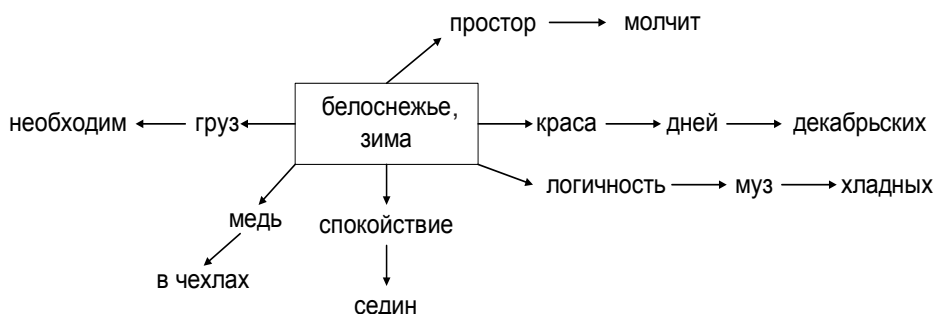 простор молчит
белоснежье,
зима
необходим груз
краса дней декабрьских
логичность муз хладных
медь
спокойствие
в чехлах
седин